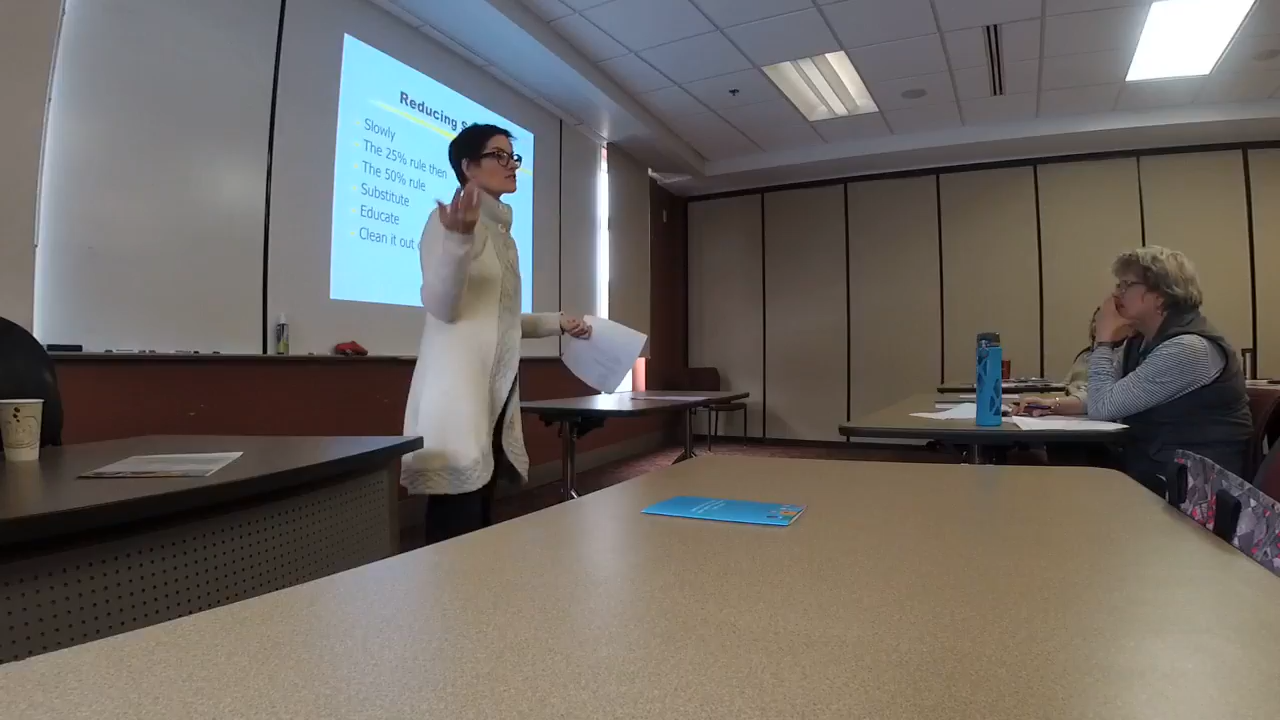 Reducing S
Slowly
The 25% rule then
The 50% rule
Substitute
Educate
Clean it out